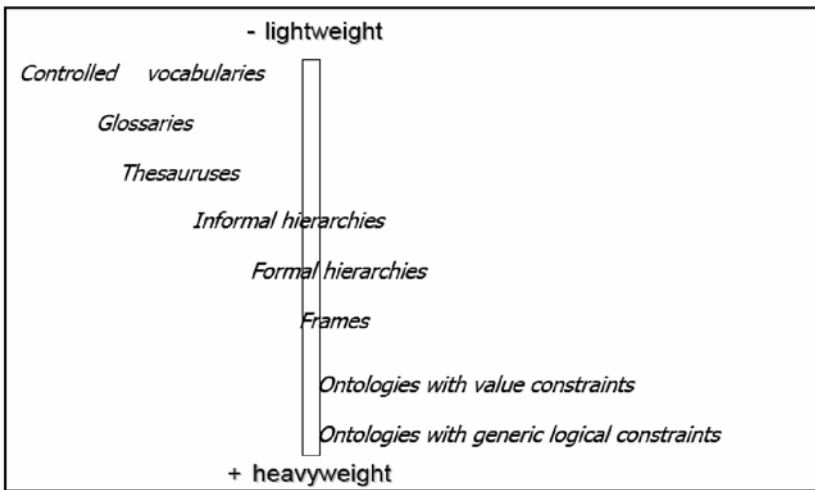 - lightweight
Controlled vocabularies
Glossaries
Thesauruses
Informal hierarchies
Formal hierarchies
Frames
Ontologies with value constraints
Ontologies with generic logical constraints
+ heavyweight